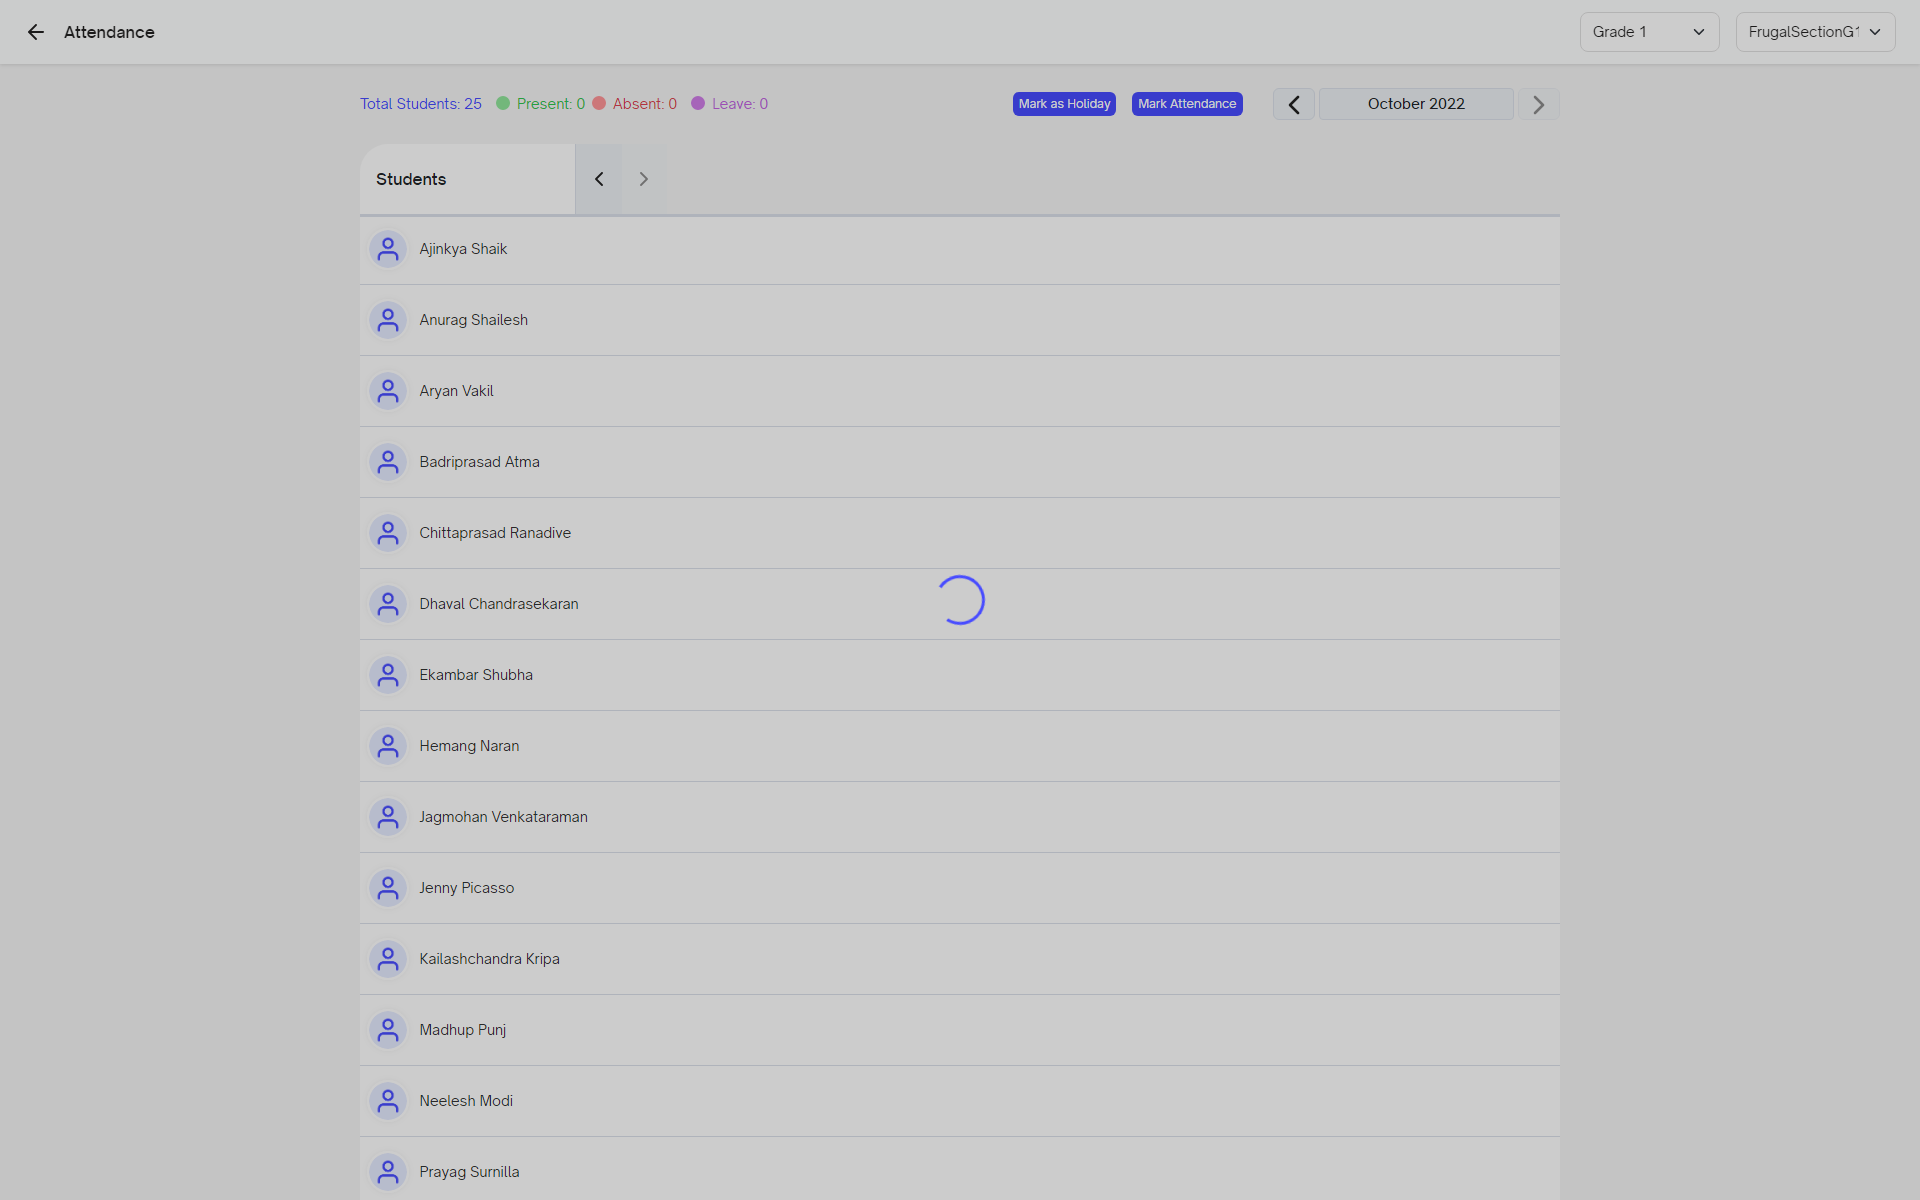 Attendance
Grade 1
FrugalSectionG1
Total Students: 25
Present: 0
Absent: 0
Leave: 0
Mark as Holiday
Mark Attendance
October 2022
Students
Ajinkya Shaik
Anurag Shailesh
Aryan Vakil
Badriprasad Atma
Chittaprasad Ranadive
Dhaval Chandrasekaran
Ekambar Shubha
Hemang Naran
Jagmohan Venkataraman
Jenny Picasso
Kailashchandra Kripa
Madhup Punj
Neelesh Modi
Prayag Surnilla